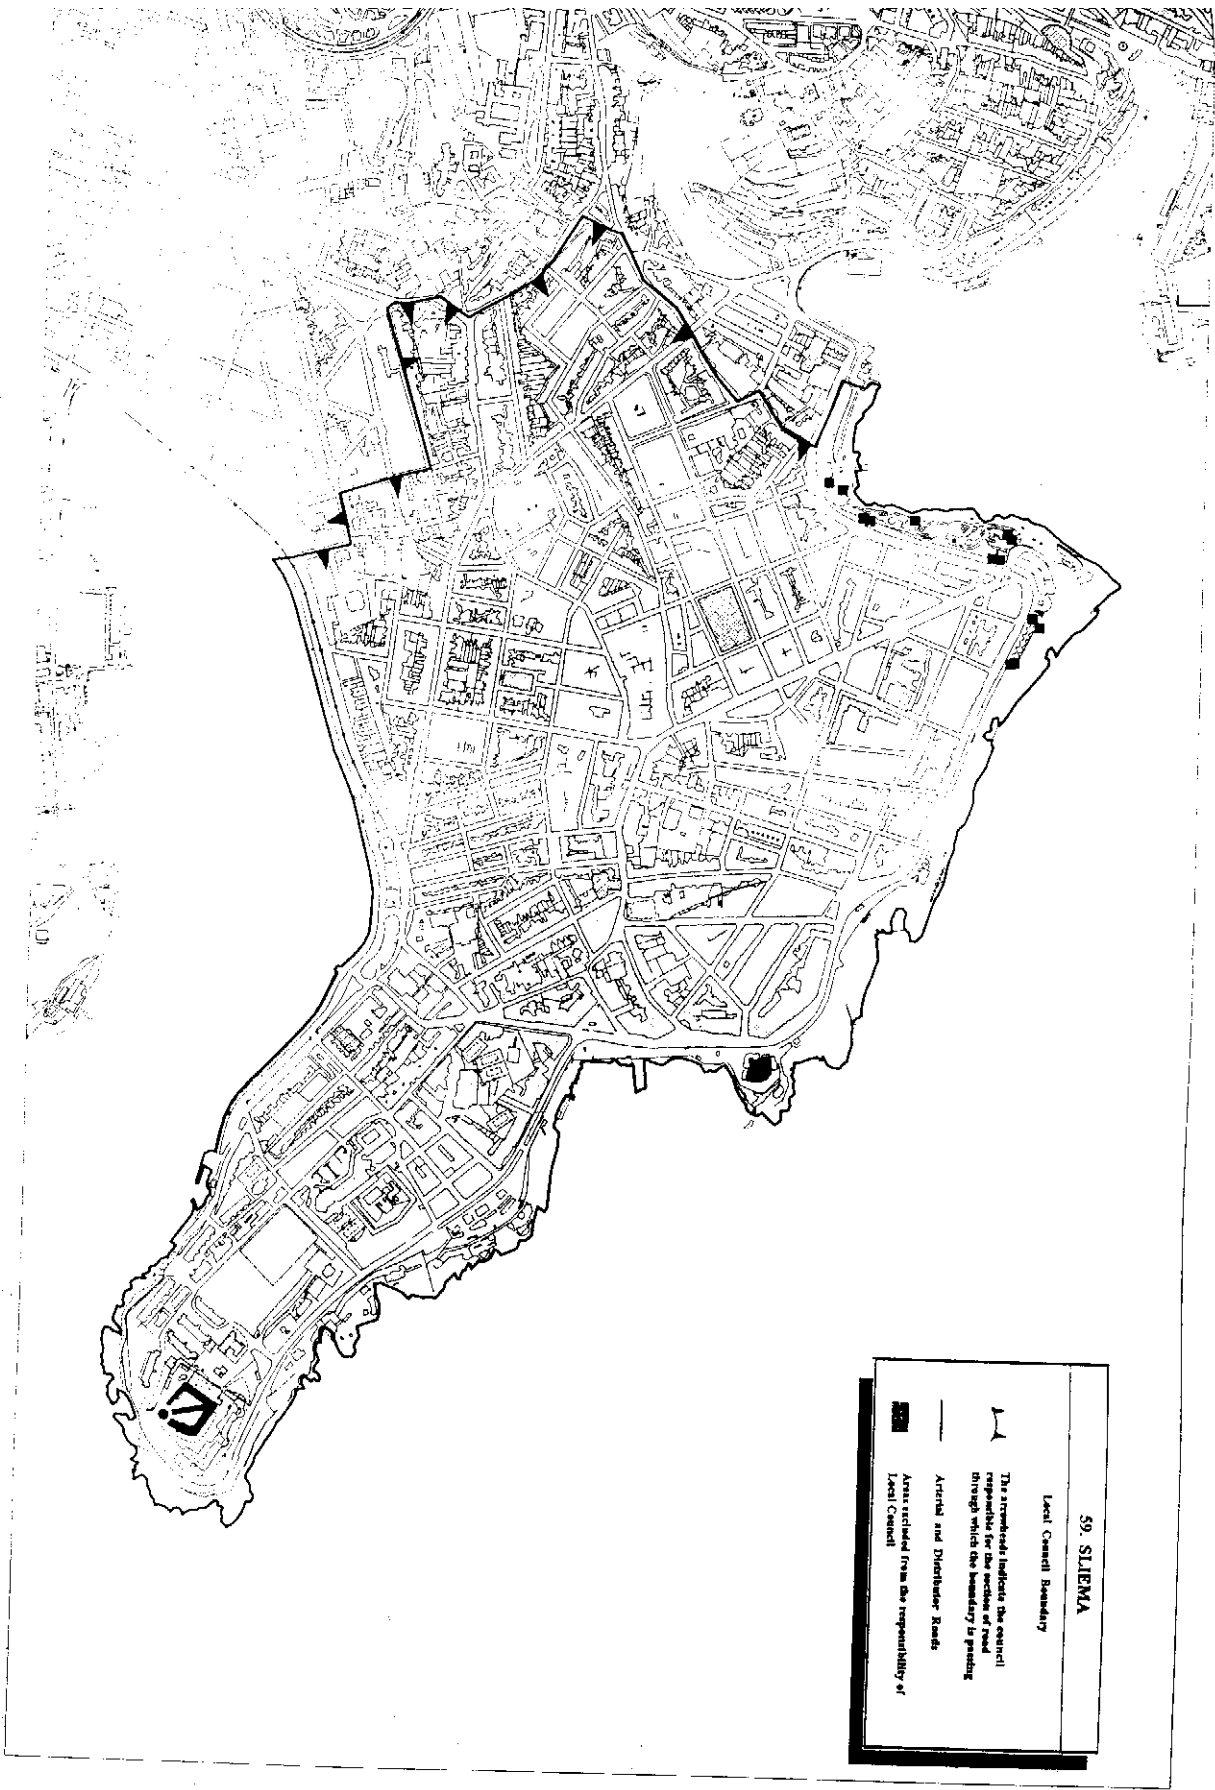 59. SLIEMA
Local Council Boundary
The arrowheads indicate the council
responsible for the section of road
through which the boundary is passing
Arterial and Distributor Roads
Areas excluded from the responsibility of
Local Council